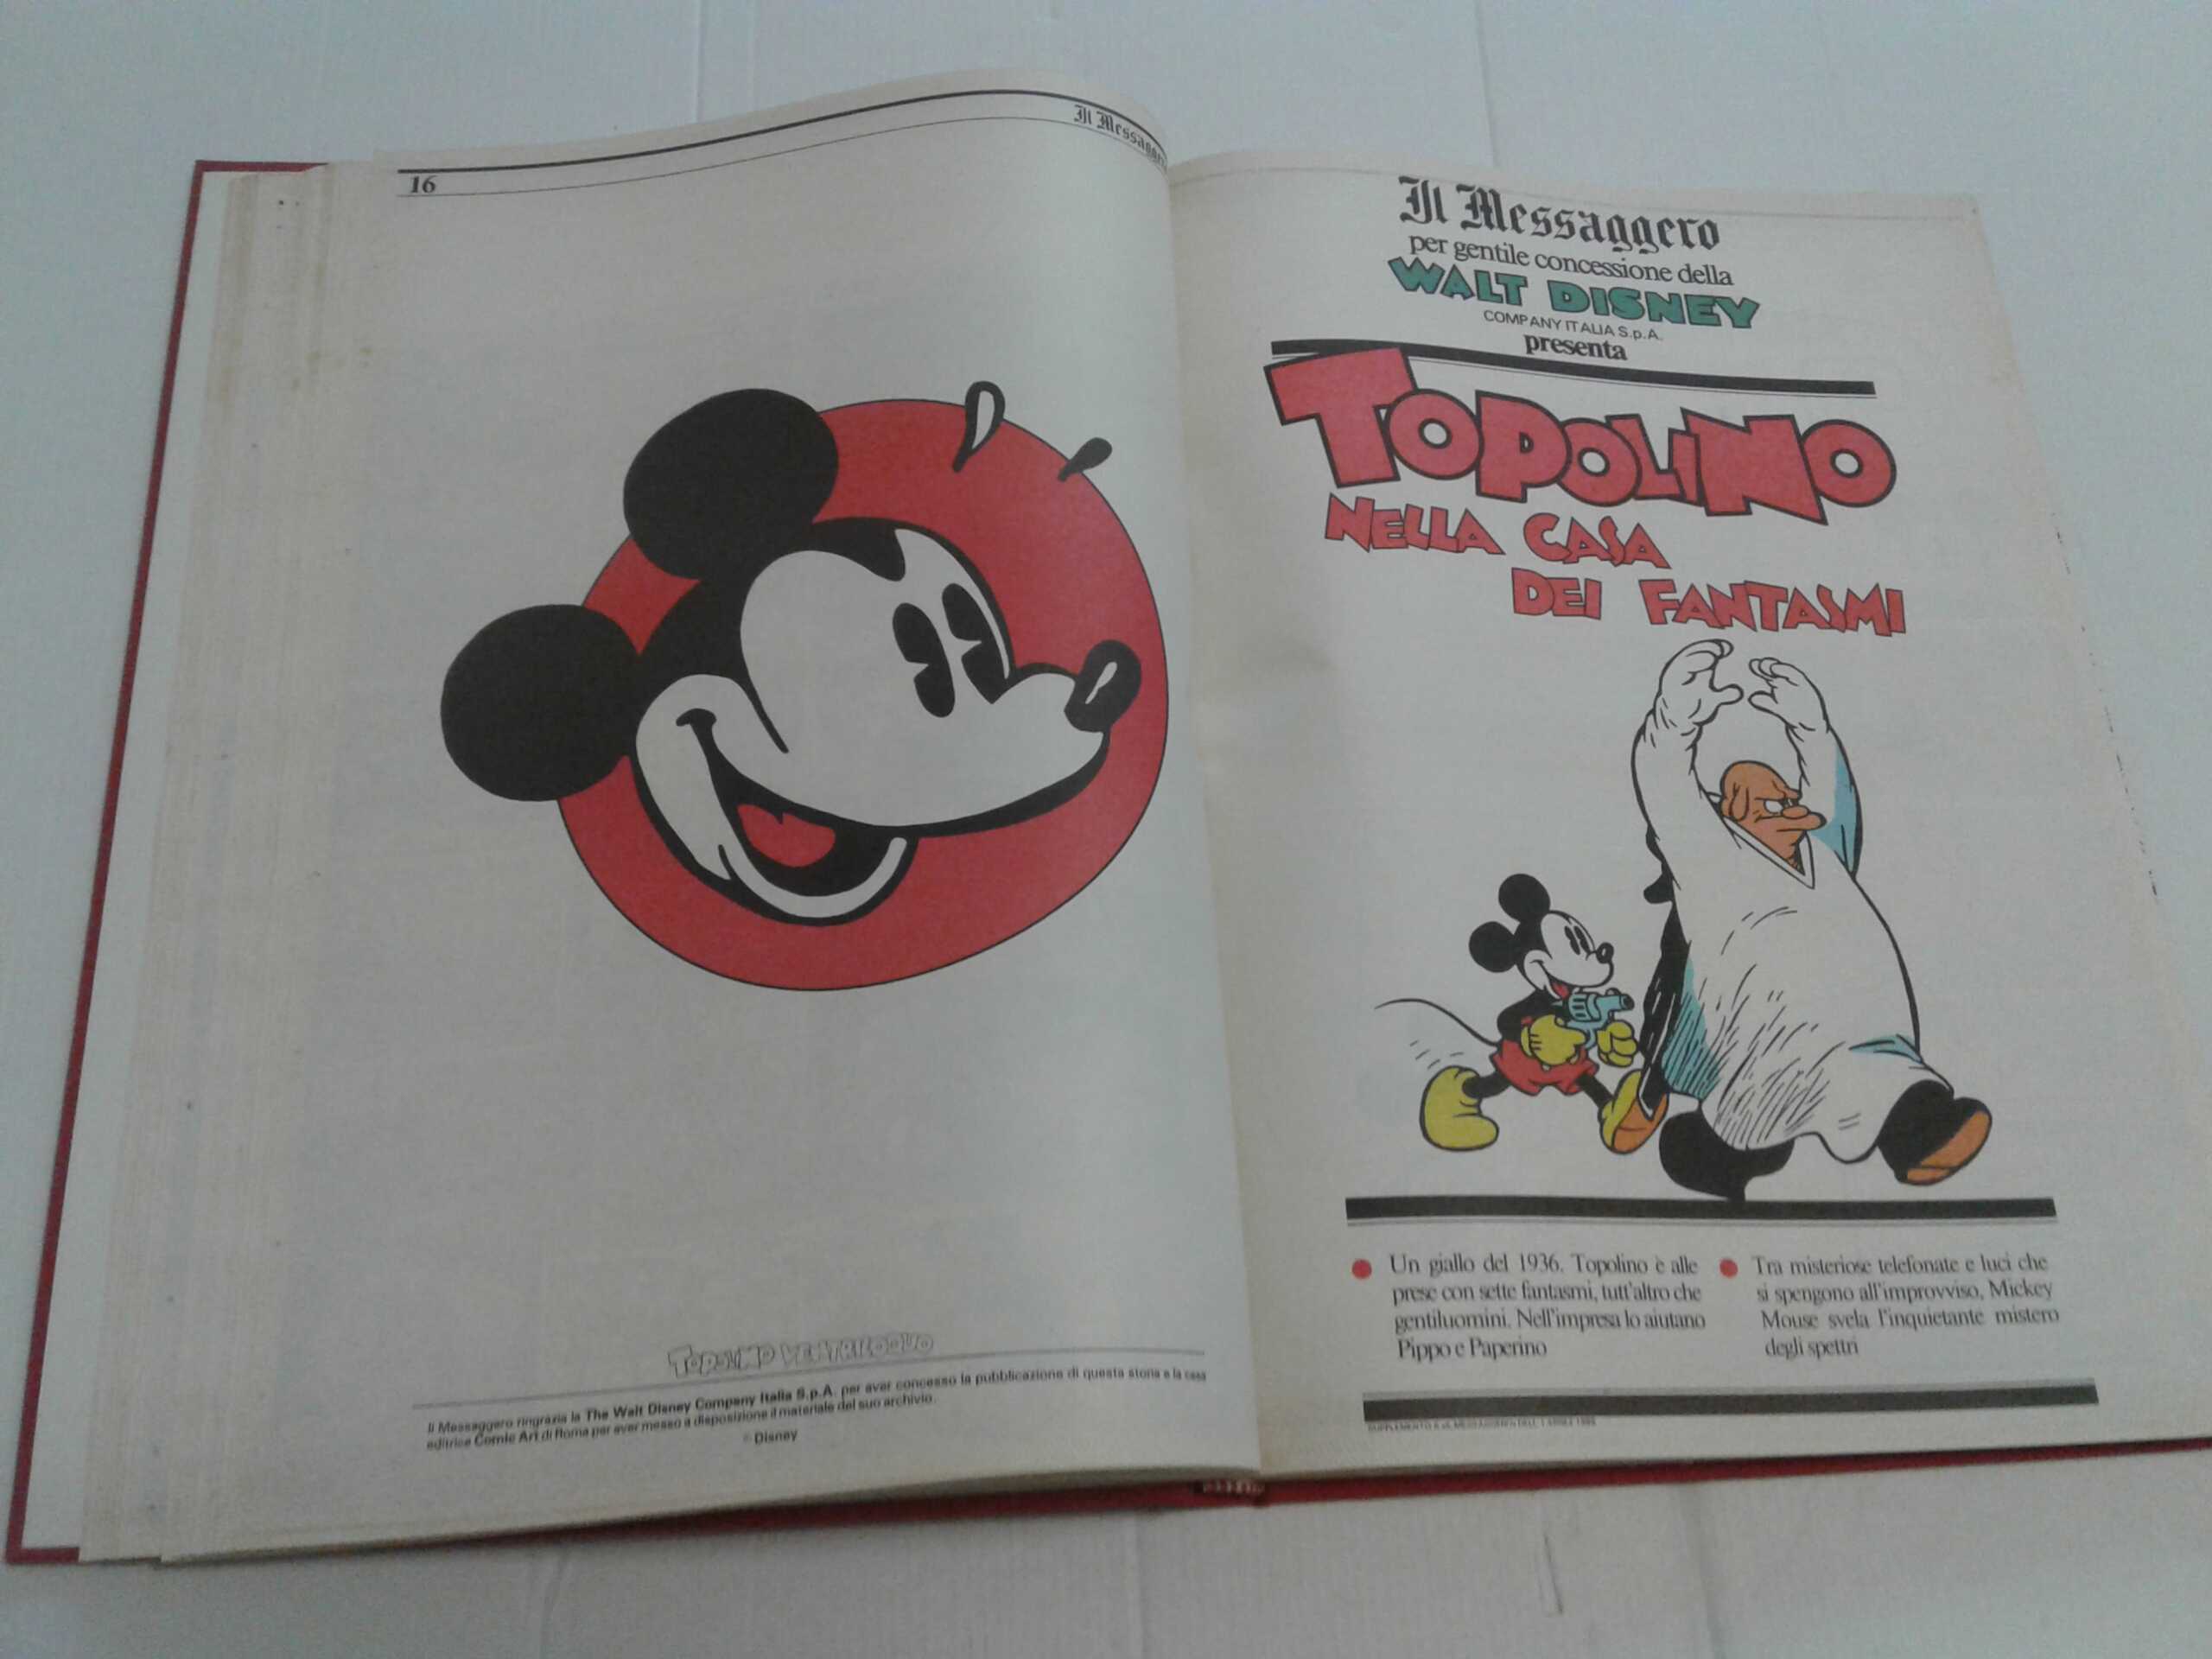 16
Il Messaggero
TOPOLINO VENTRILOQUO
Il Messaggero ringrazia la The Walt Disney Company Italia S.p.A. per aver concesso la pubblicazione di questa storia e la casa
editrice Comic Art di Roma per aver messo a disposizione il materiale del suo archivio.
© Disney
Il Messaggero
per gentile concessione della
WALT DISNEY
COMPANY ITALIA S.p.A.
presenta
TOPOLINO
NELLA CASA
DEI FANTASMI
Un giallo del 1936. Topolino è alle
prese con sette fantasmi, tutt'altro che
gentiluomini. Nell'impresa lo aiutano
Pippo e Paperino
Tra misteriose telefonate e luci che
si spengono all'improvviso, Mickey
Mouse svela l'inquietante mistero
degli spettri